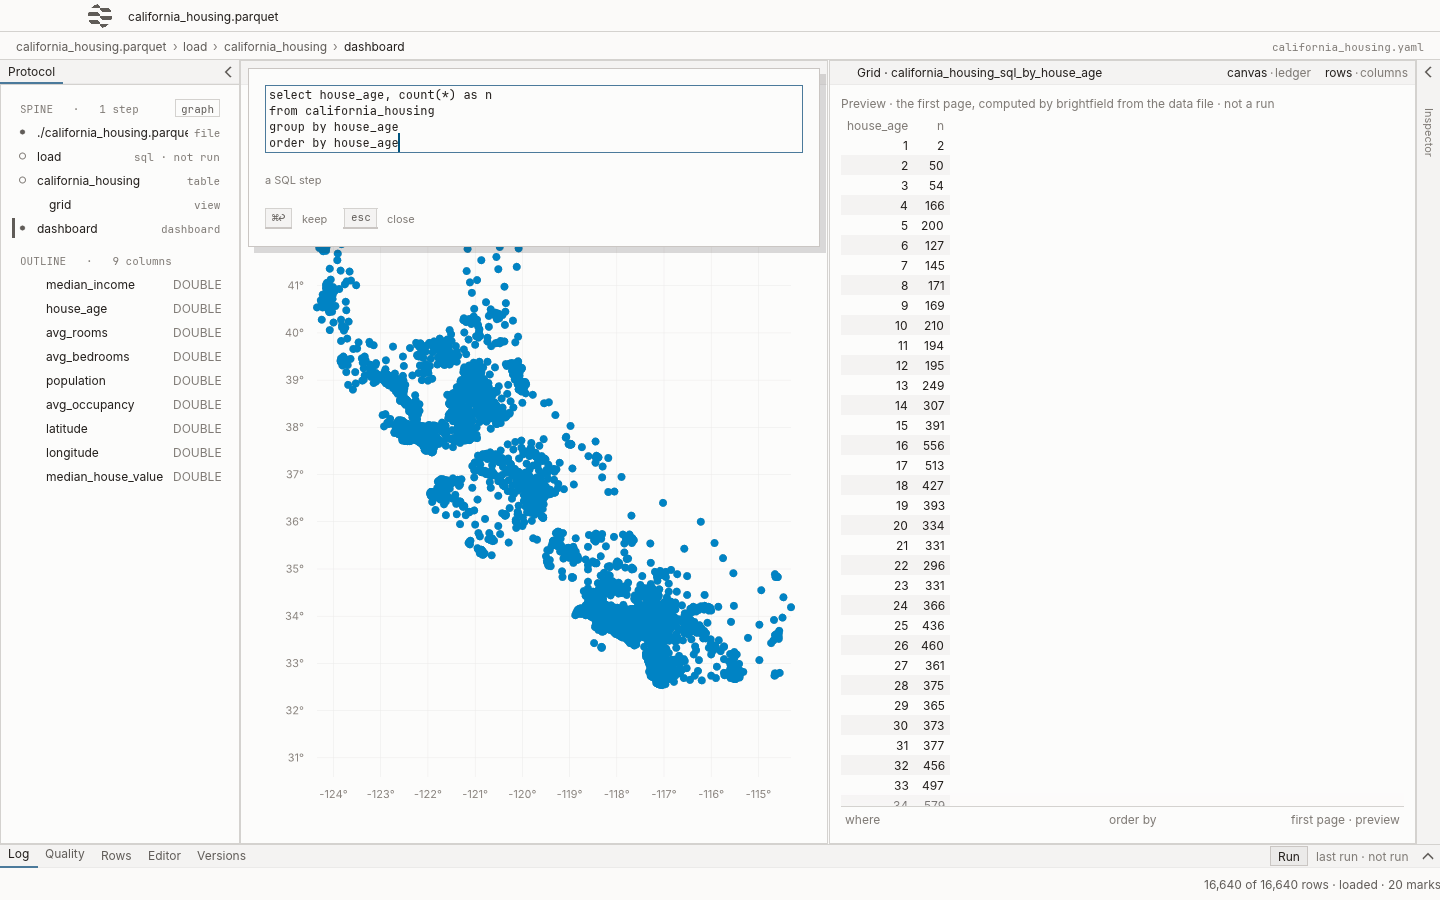 california_housing.parquet
california_housing.parquet › load › california_housing › dashboard
california_housing.yaml
Protocol
SPINE · 1 step graph
./california_housing.parque file
load sql · not run
california_housing table
grid view
dashboard dashboard
OUTLINE · 9 columns
median_income DOUBLE
house_age DOUBLE
avg_rooms DOUBLE
avg_bedrooms DOUBLE
population DOUBLE
avg_occupancy DOUBLE
latitude DOUBLE
longitude DOUBLE
median_house_value DOUBLE
select house_age, count(*) as n
from california_housing
group by house_age
order by house_age
a SQL step
⌘⏎ keep esc close
41°
40°
39°
38°
37°
36°
35°
34°
33°
32°
31°
-124° -123° -122° -121° -120° -119° -118° -117° -116° -115°
Grid · california_housing_sql_by_house_age canvas · ledger rows · columns
Preview · the first page, computed by brightfield from the data file · not a run
house_age n
1 2
2 50
3 54
4 166
5 200
6 127
7 145
8 171
9 169
10 210
11 194
12 195
13 249
14 307
15 391
16 556
17 513
18 427
19 393
20 334
21 331
22 296
23 331
24 366
25 436
26 460
27 361
28 375
29 365
30 373
31 377
32 456
33 497
34 579
where order by first page · preview
Inspector
Log Quality Rows Editor Versions
Run last run · not run
16,640 of 16,640 rows · loaded · 20 marks